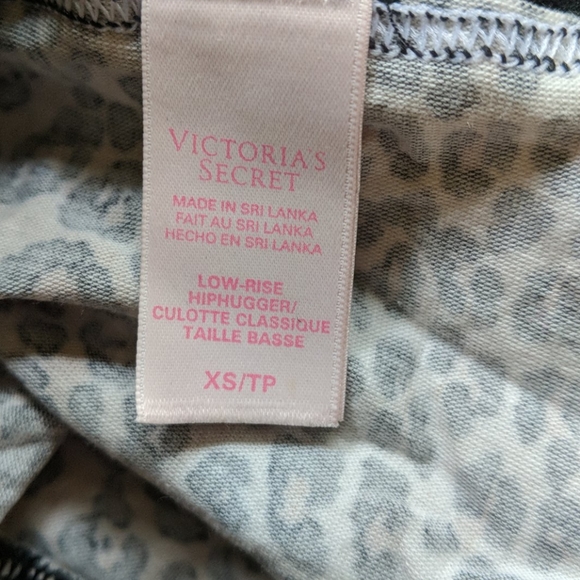 VICTORIA'S
SECRET
MADE IN SRI LANKA
FAIT AU SRI LANKA
HECHO EN SRI LANKA
LOW-RISE
HIPHUGGER/
CULOTTE CLASSIQUE
TAILLE BASSE
XS/TP